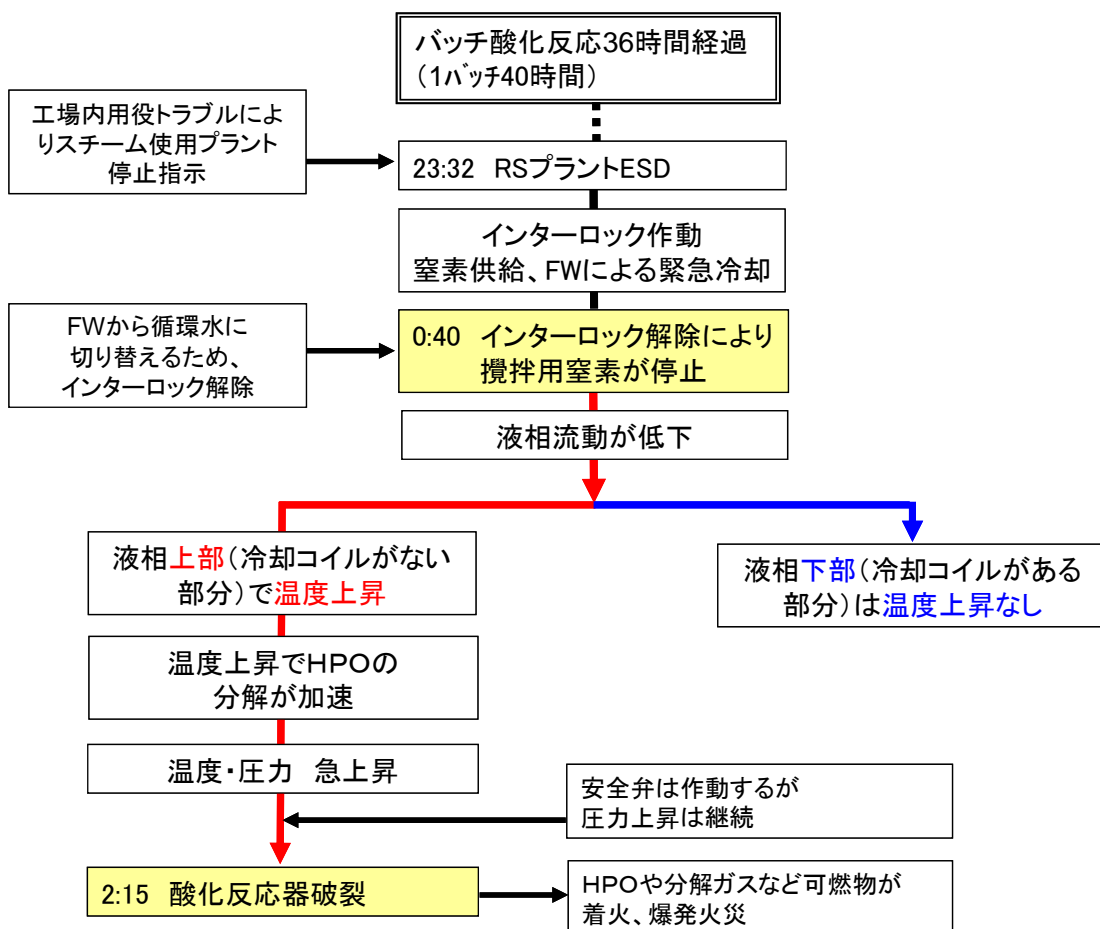 バッチ酸化反応36時間経過
(1ﾊﾞｯﾁ40時間)
工場内用役トラブルによ
りスチーム使用プラント
停止指示
23:32 RSプラントESD
インターロック作動
窒素供給、FWによる緊急冷却
FWから循環水に
切り替えるため、
インターロック解除
0:40 インターロック解除により
攪拌用窒素が停止
液相流動が低下
液相上部(冷却コイルがない
部分)で温度上昇
液相下部(冷却コイルがある
部分)は温度上昇なし
温度上昇でHPOの
分解が加速
温度・圧力 急上昇
安全弁は作動するが
圧力上昇は継続
2:15 酸化反応器破裂
HPOや分解ガスなど可燃物が
着火、爆発火災